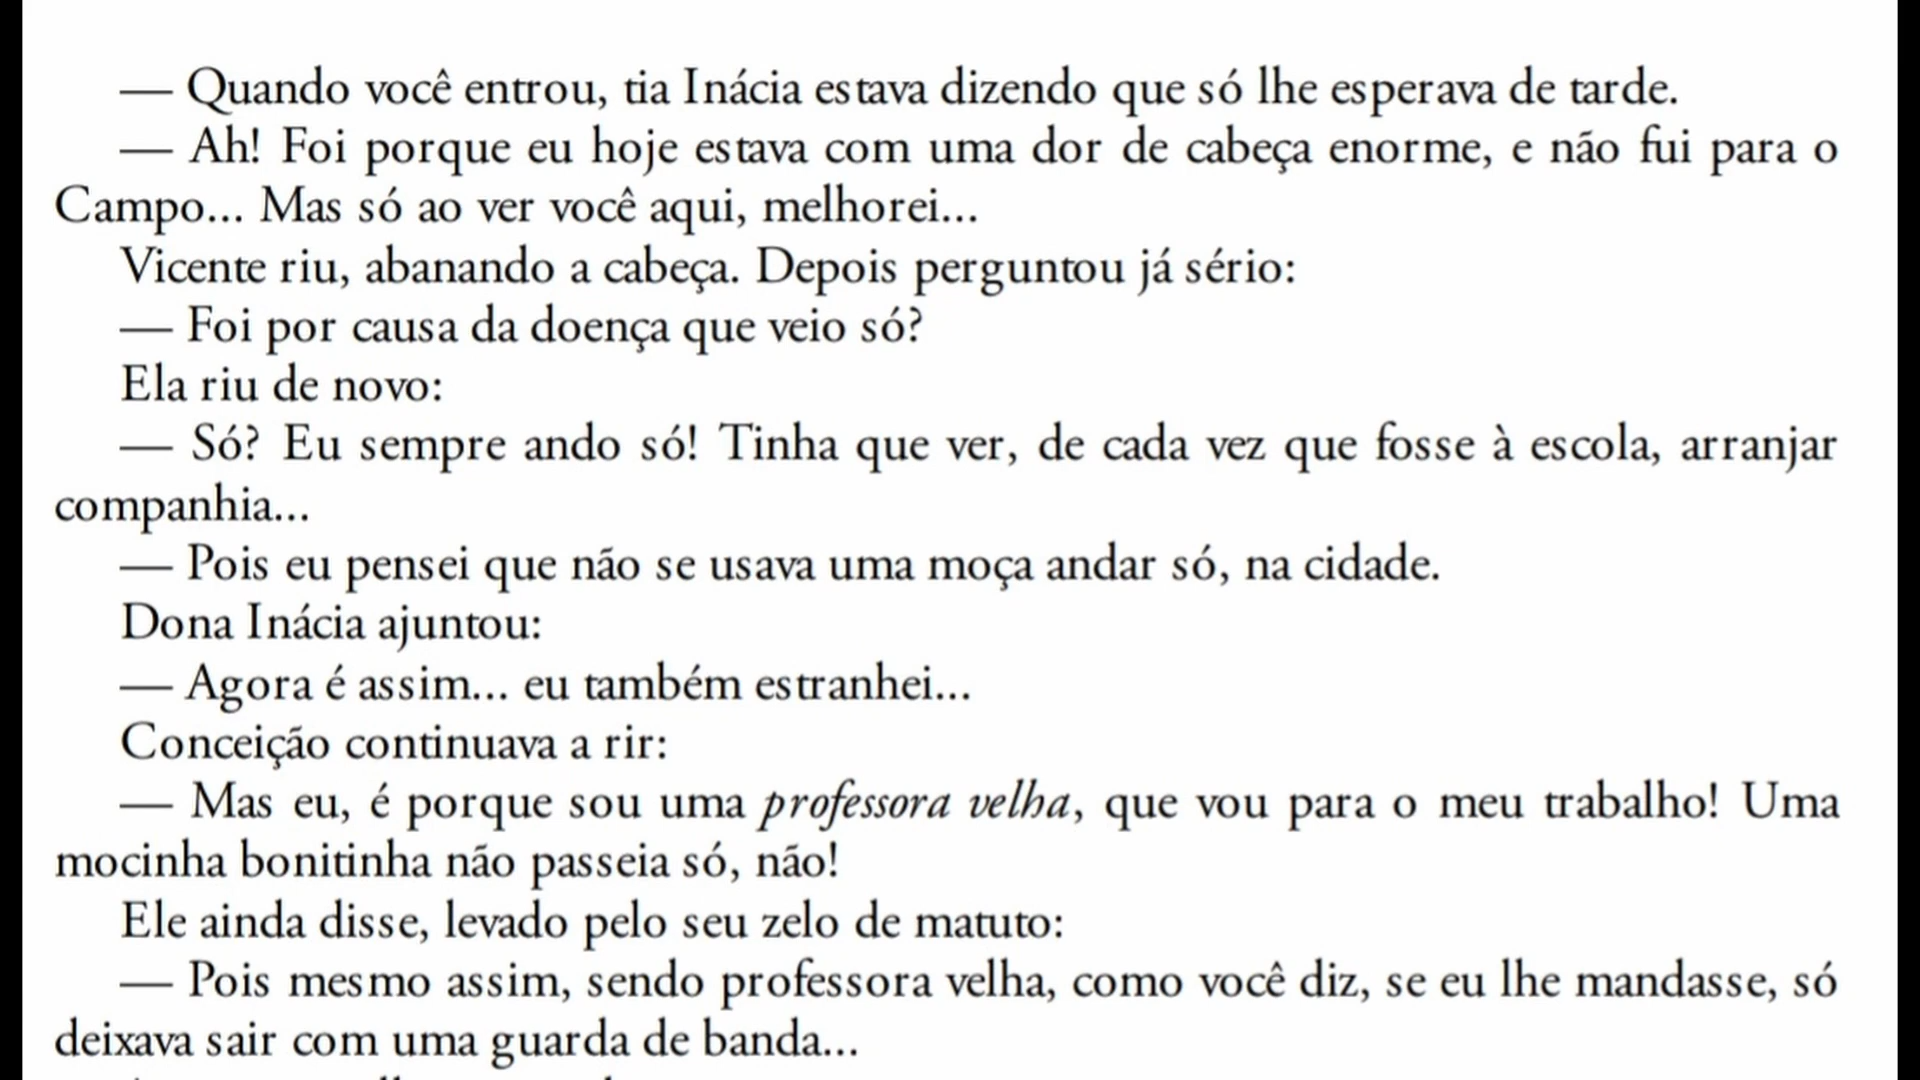 — Quando você entrou, tia Inácia estava dizendo que só lhe esperava de tarde.
— Ah! Foi porque eu hoje estava com uma dor de cabeça enorme, e não fui para o
Campo... Mas só ao ver você aqui, melhorei...
Vicente riu, abanando a cabeça. Depois perguntou já sério:
— Foi por causa da doença que veio só?
Ela riu de novo:
— Só? Eu sempre ando só! Tinha que ver, de cada vez que fosse à escola, arranjar
companhia...
— Pois eu pensei que não se usava uma moça andar só, na cidade.
Dona Inácia ajuntou:
— Agora é assim... eu também estranhei...
Conceição continuava a rir:
— Mas eu, é porque sou uma professora velha, que vou para o meu trabalho! Uma
mocinha bonitinha não passeia só, não!
Ele ainda disse, levado pelo seu zelo de matuto:
— Pois mesmo assim, sendo professora velha, como você diz, se eu lhe mandasse, só
deixava sair com uma guarda de banda...